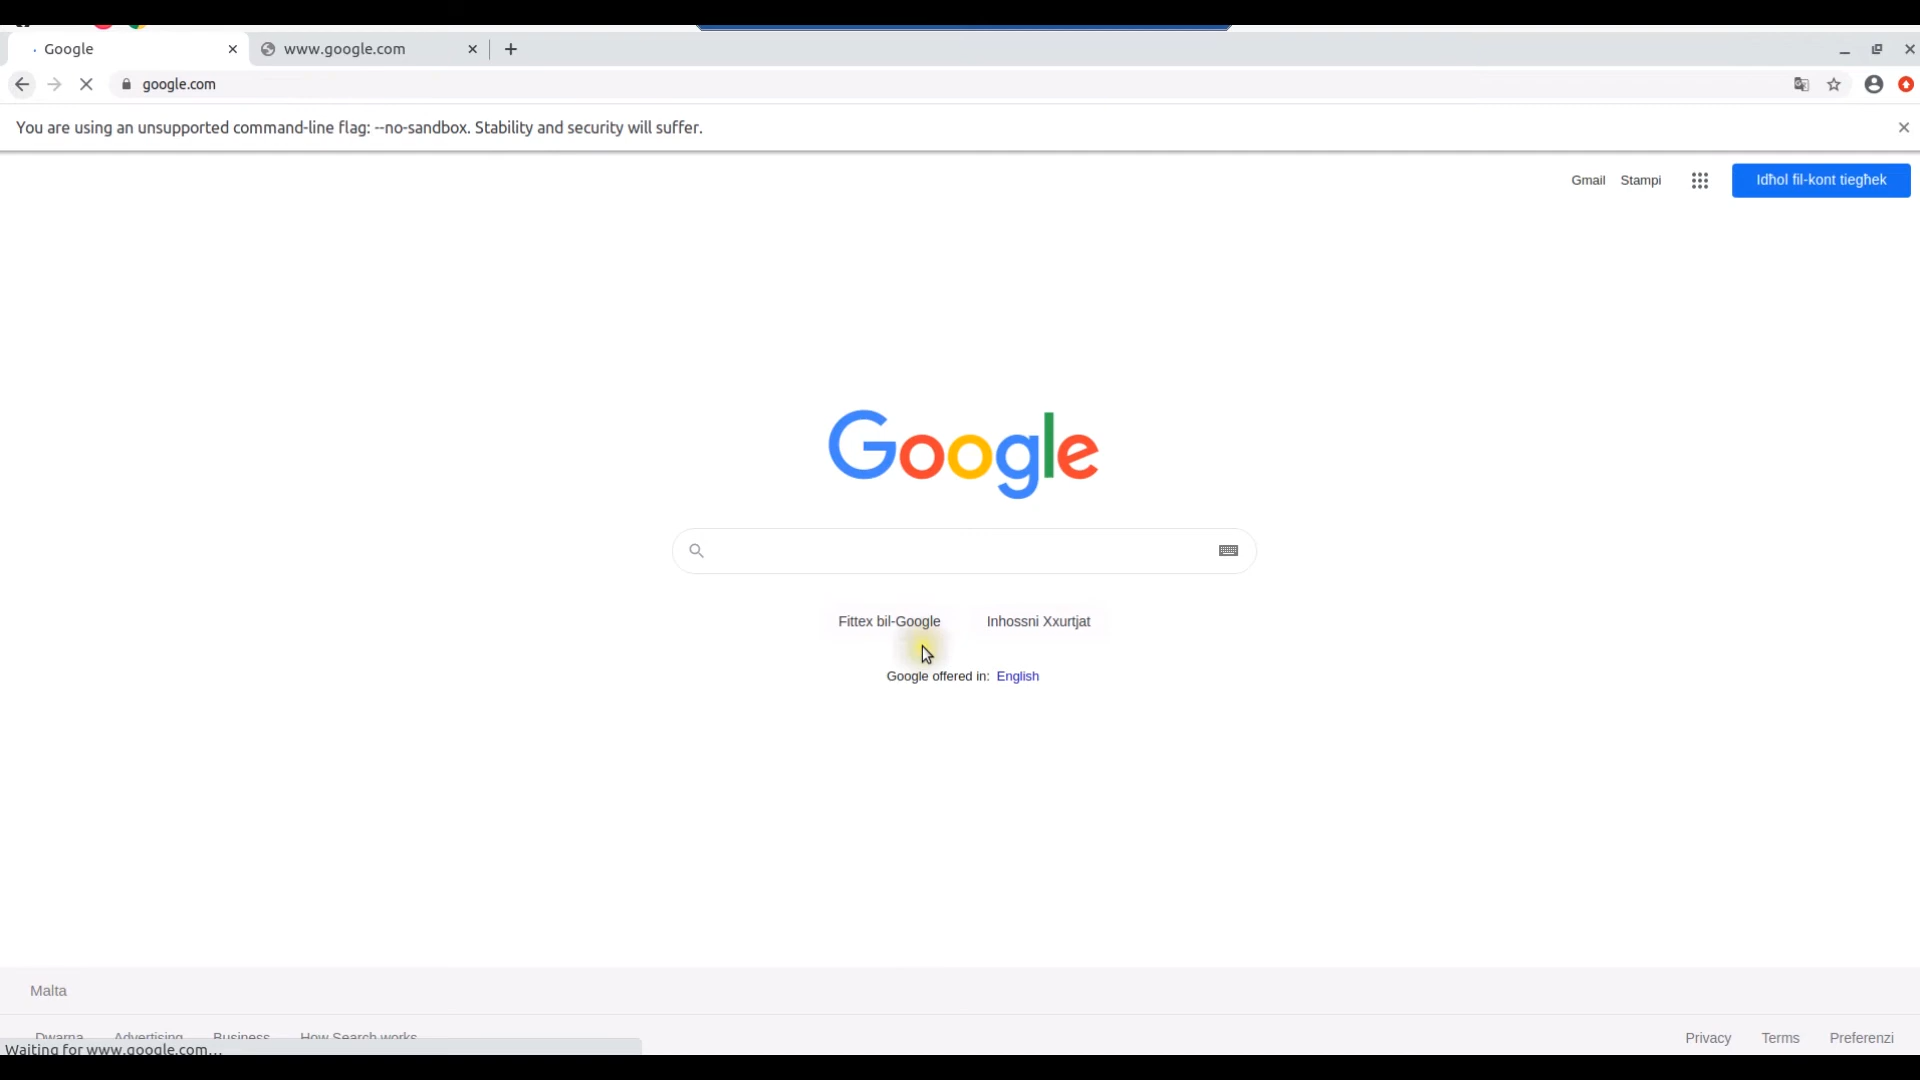 Google
www.google.com
google.com
You are using an unsupported command-line flag: --no-sandbox. Stability and security will suffer.
Gmail Stampi Idħol fil-kont tiegħek
Google
Fittex bil-Google Inhossni Xxurtjat
Google offered in: English
Malta
Dwarna Advertising Business How Search works
Privacy Terms Preferenzi
Waiting for www.google.com...